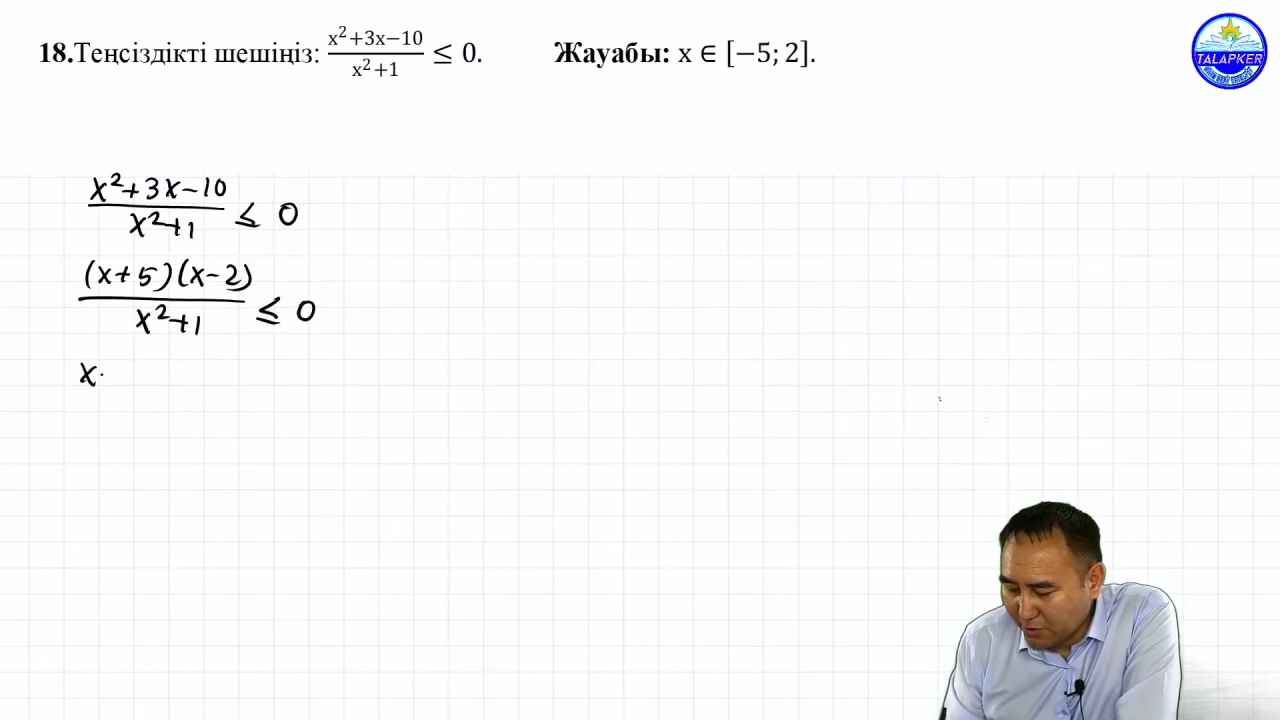 18.Теңсіздікті шешіңіз: x²+3x−10 / x²+1 ≤ 0. Жауабы: x ∈ [−5; 2].
TALAPKER
x²+3x−10 / x²+1 ≤ 0
(x+5)(x−2) / x²+1 ≤ 0
x